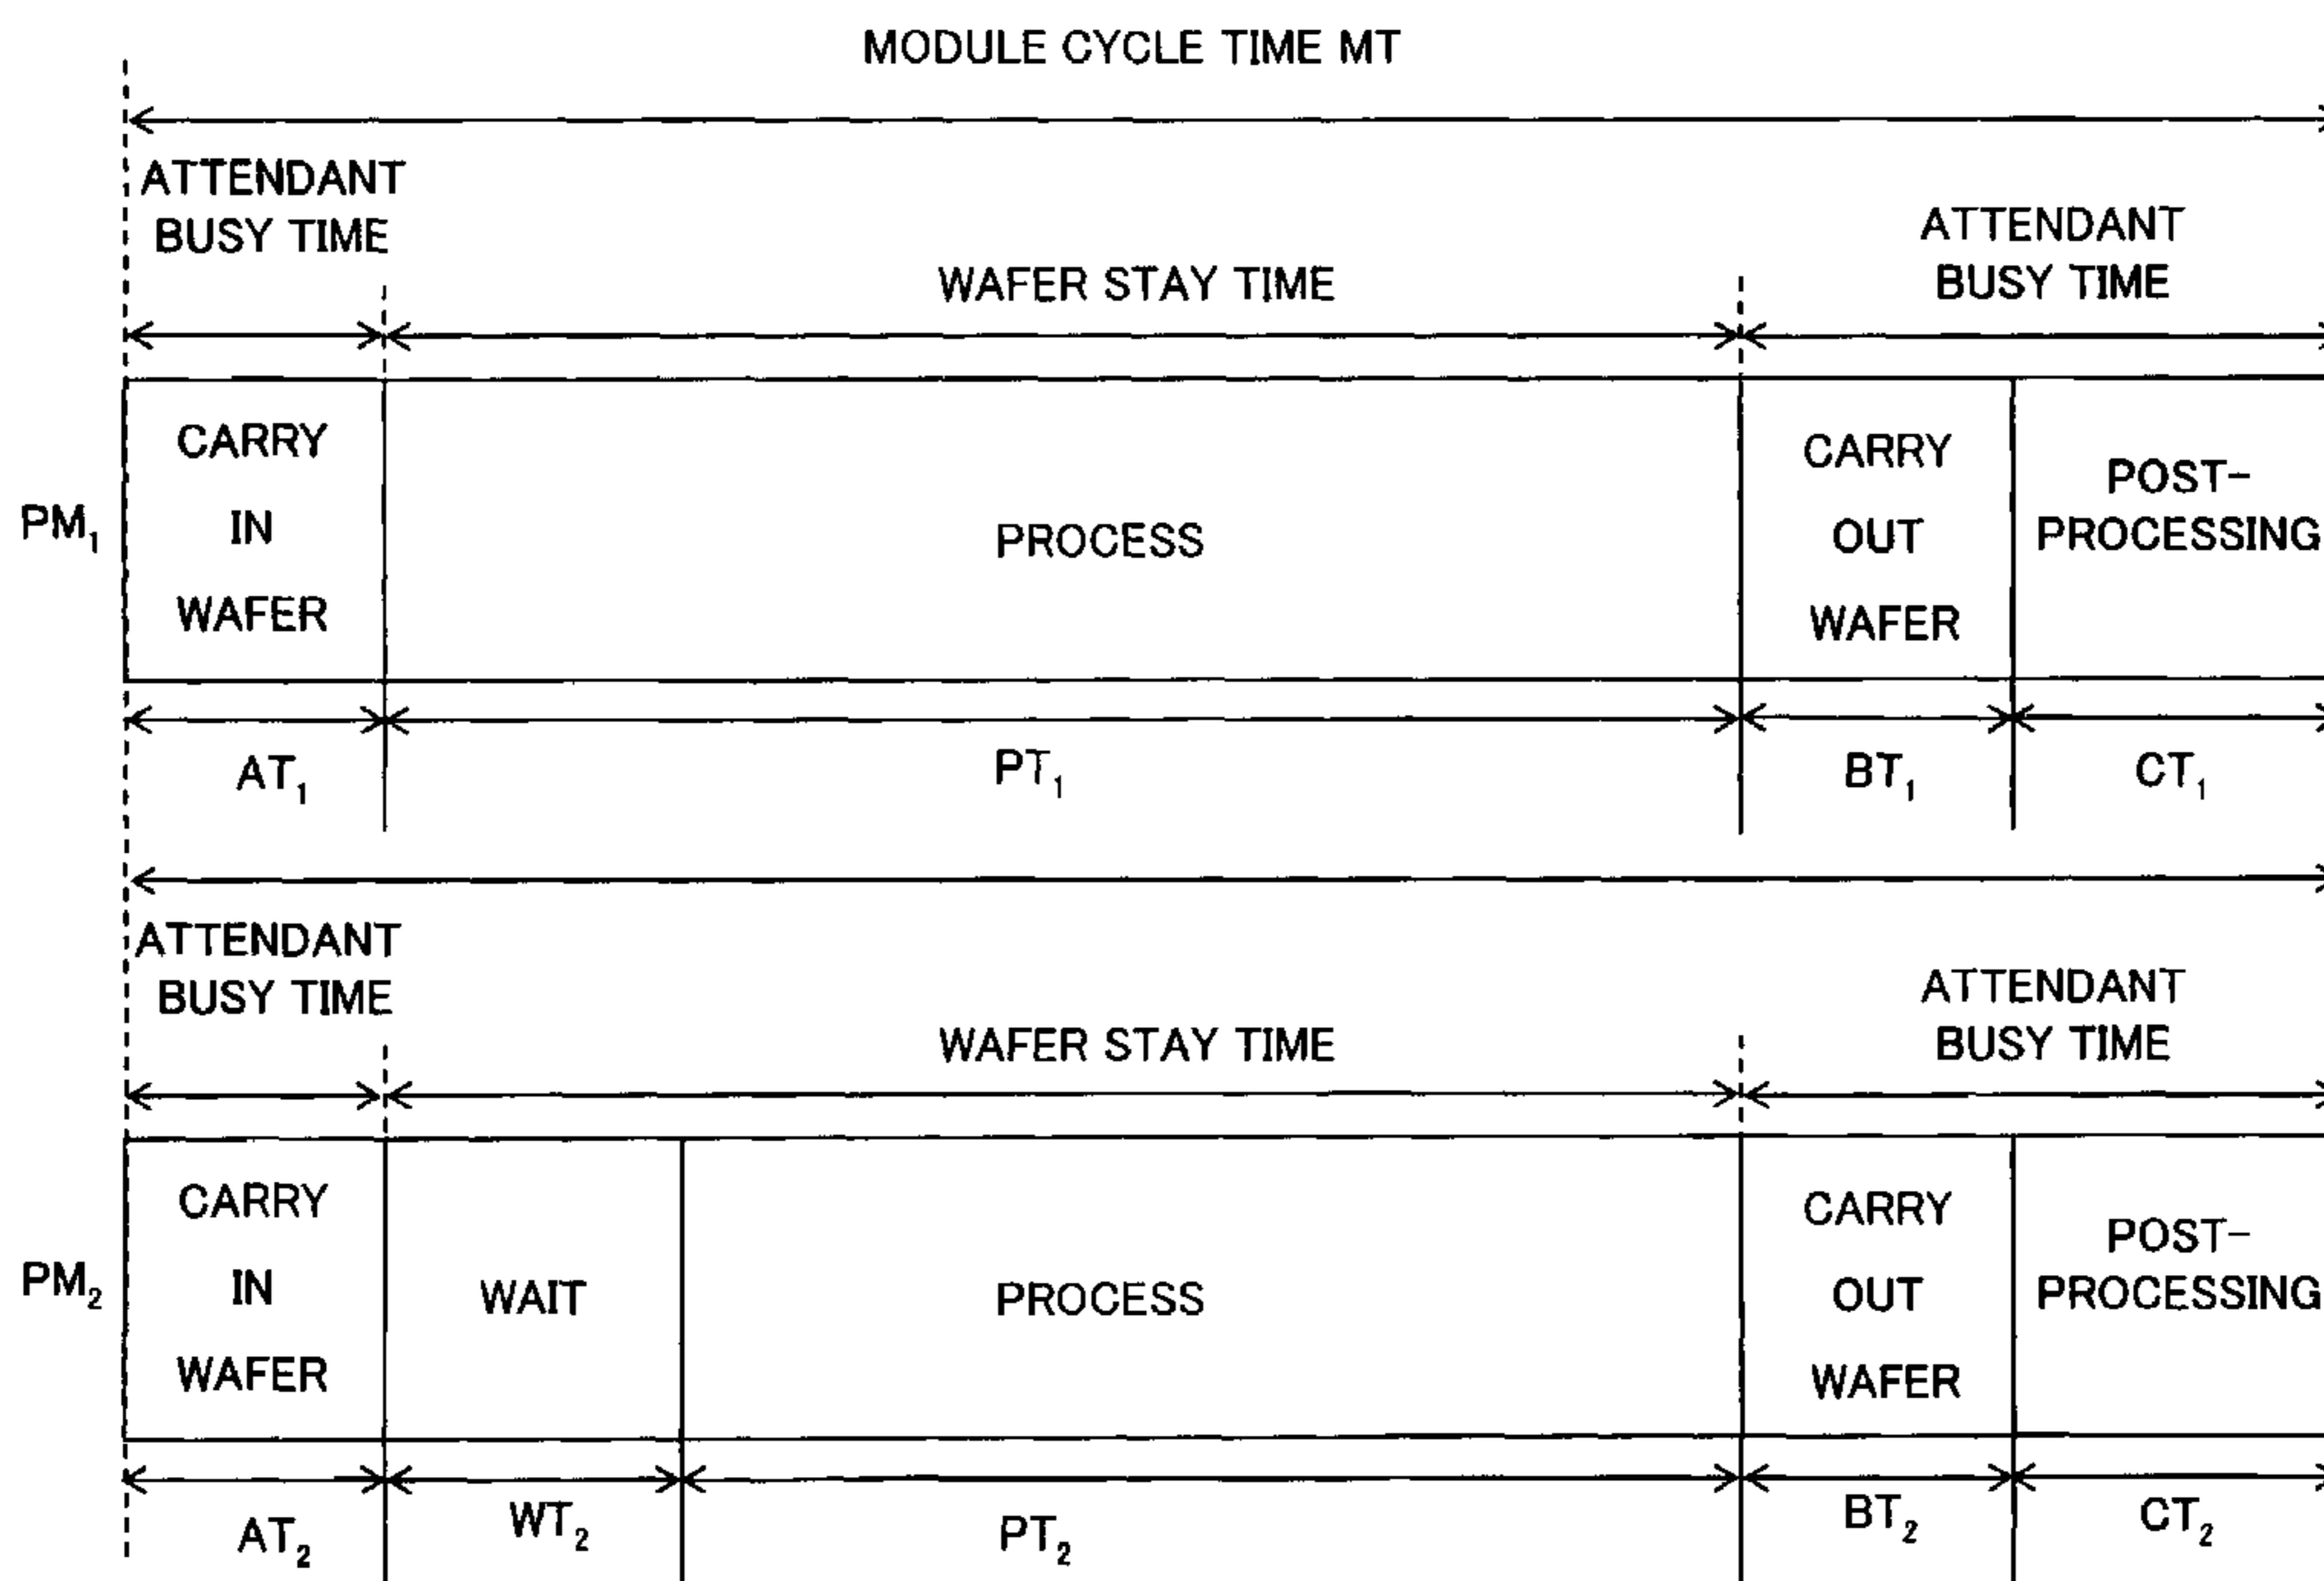 MODULE CYCLE TIME MT
ATTENDANT
BUSY TIME
WAFER STAY TIME
ATTENDANT
BUSY TIME
PM₁
CARRY
IN
WAFER
PROCESS
CARRY
OUT
WAFER
POST-
PROCESSING
AT₁
PT₁
BT₁
CT₁
ATTENDANT
BUSY TIME
WAFER STAY TIME
ATTENDANT
BUSY TIME
PM₂
CARRY
IN
WAFER
WAIT
PROCESS
CARRY
OUT
WAFER
POST-
PROCESSING
AT₂
WT₂
PT₂
BT₂
CT₂